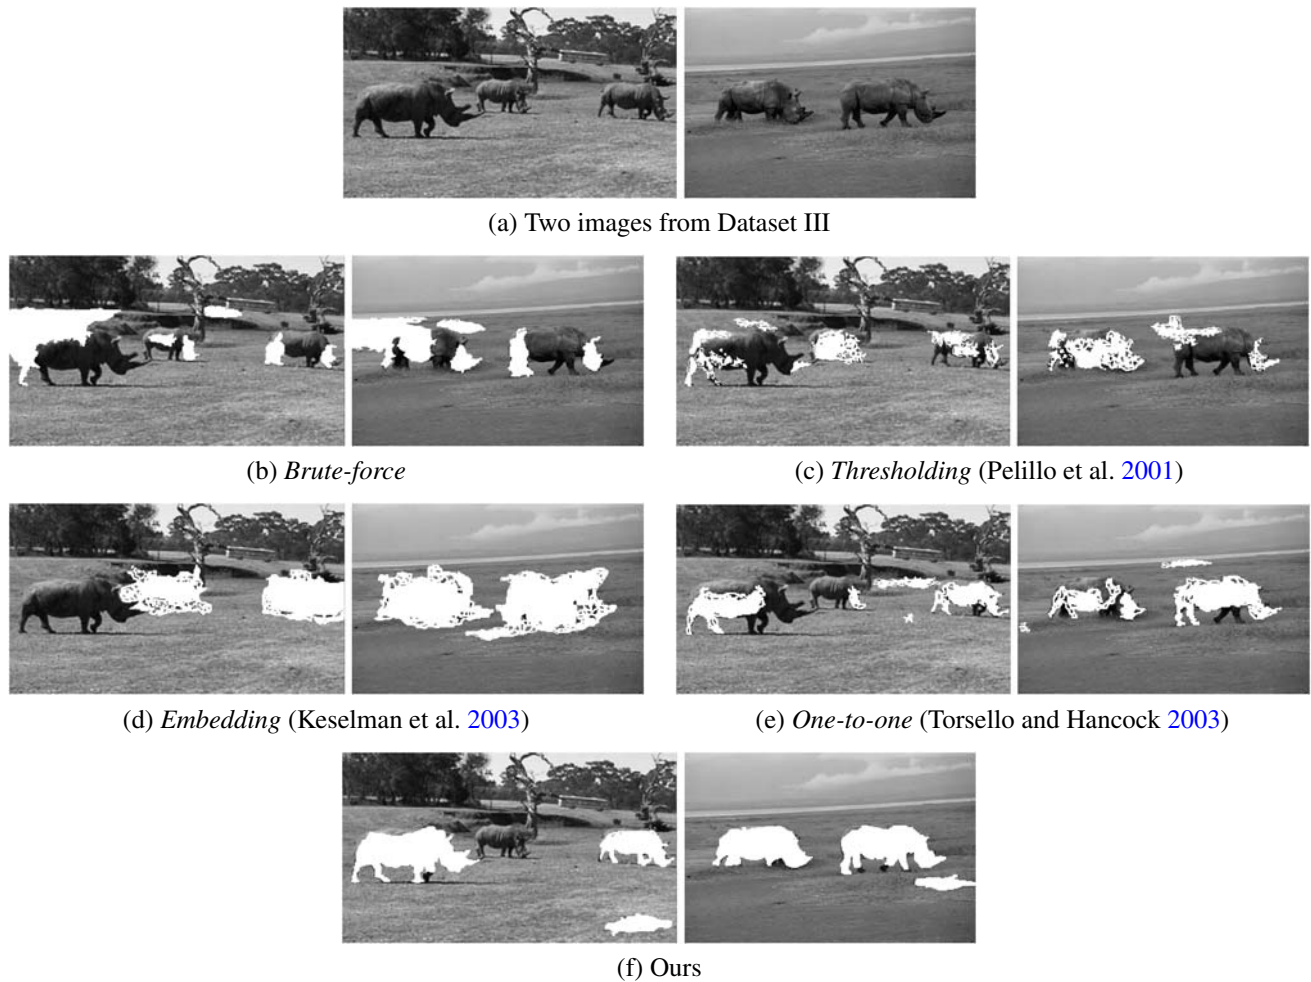 (a) Two images from Dataset III
(b) Brute-force
(c) Thresholding (Pelillo et al. 2001)
(d) Embedding (Keselman et al. 2003)
(e) One-to-one (Torsello and Hancock 2003)
(f) Ours